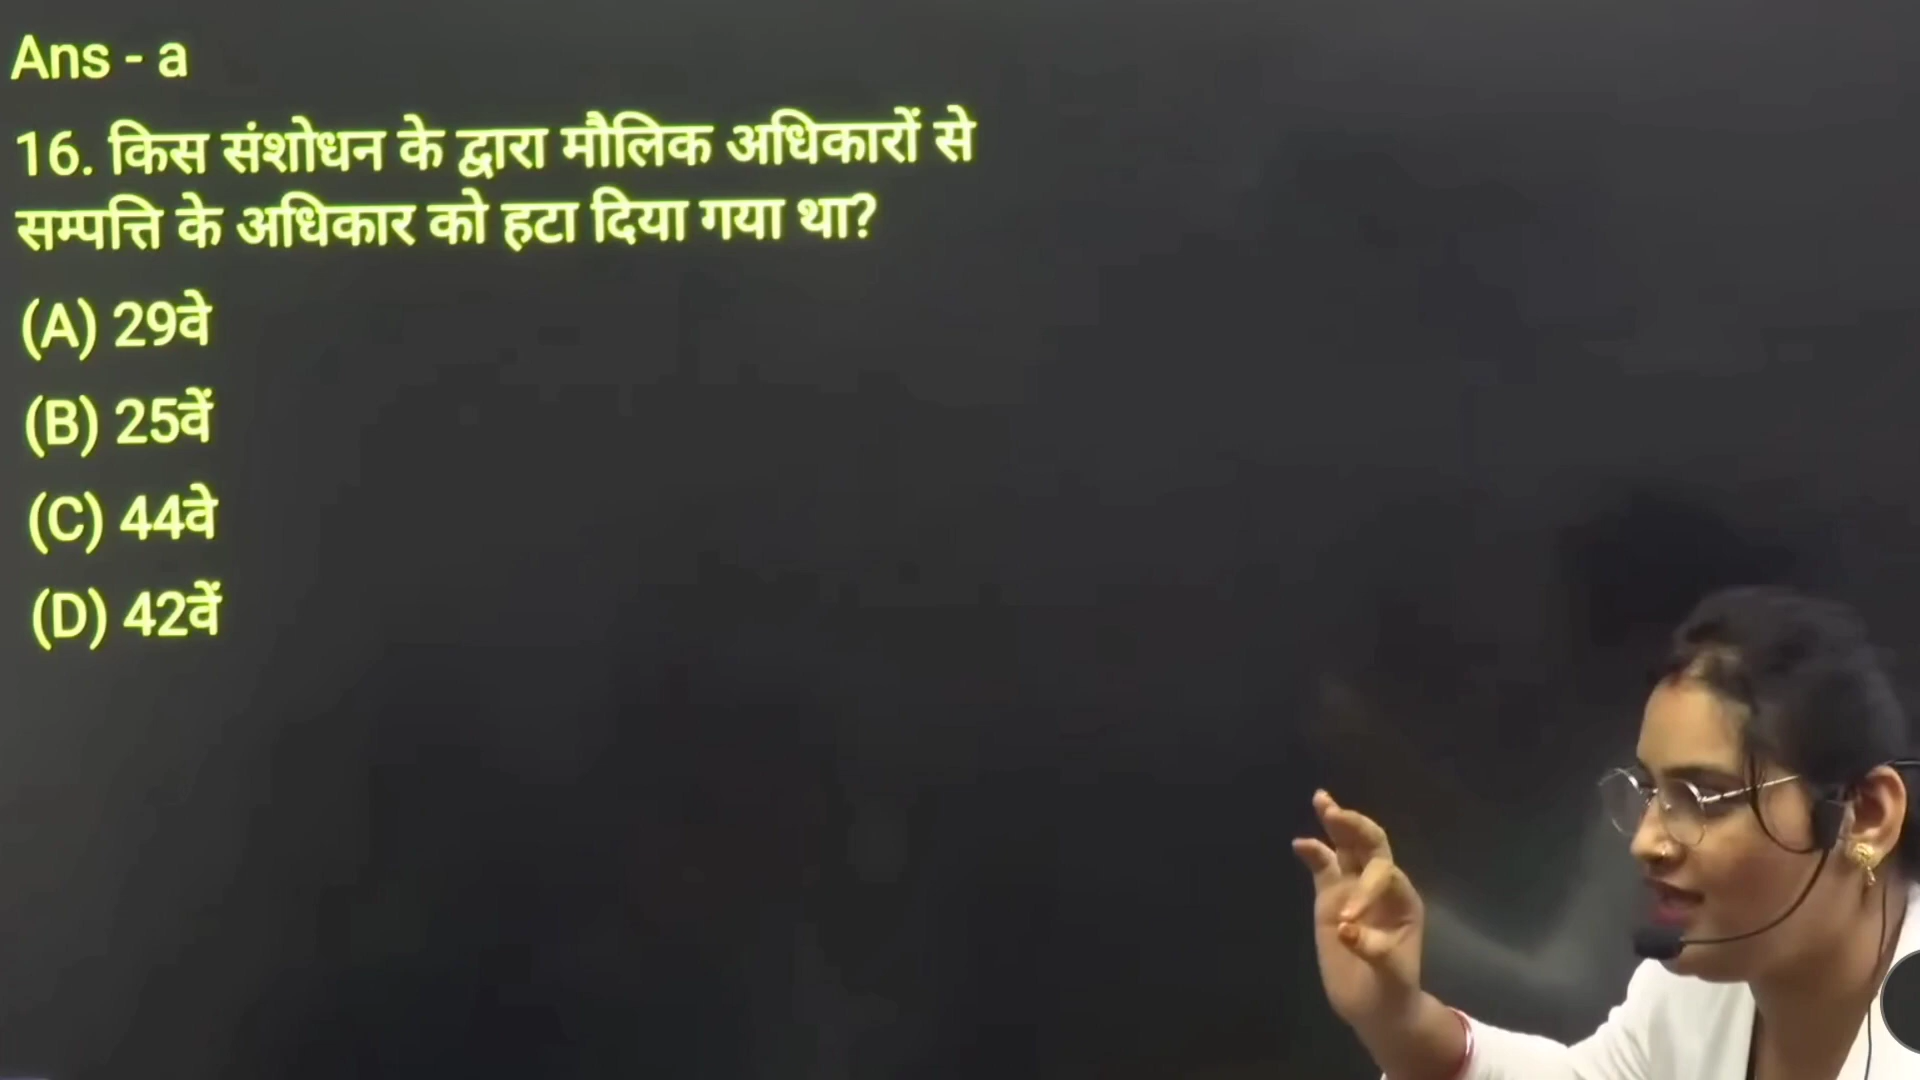 Ans - a
16. किस संशोधन के द्वारा मौलिक अधिकारों से
सम्पत्ति के अधिकार को हटा दिया गया था?
(A) 29वे
(B) 25वें
(C) 44वे
(D) 42वें